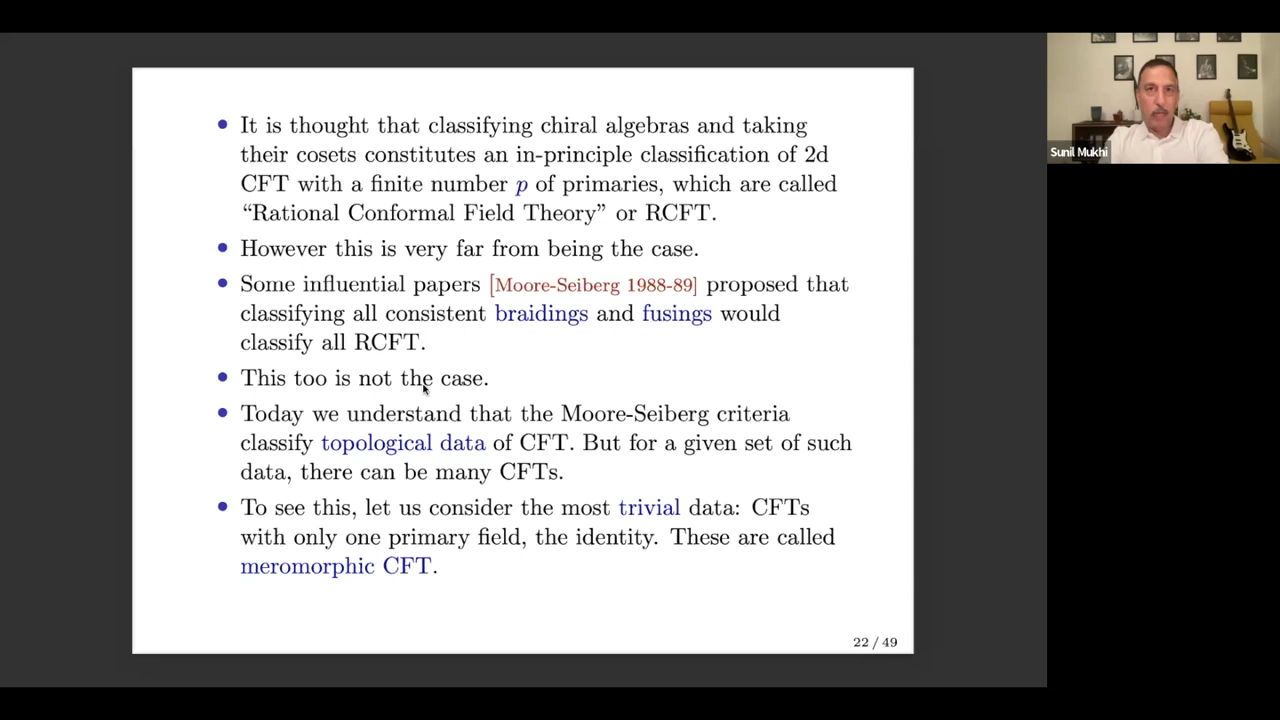 • It is thought that classifying chiral algebras and taking
their cosets constitutes an in-principle classification of 2d
CFT with a finite number p of primaries, which are called
“Rational Conformal Field Theory” or RCFT.
• However this is very far from being the case.
• Some influential papers [Moore-Seiberg 1988-89] proposed that
classifying all consistent braidings and fusings would
classify all RCFT.
• This too is not the case.
• Today we understand that the Moore-Seiberg criteria
classify topological data of CFT. But for a given set of such
data, there can be many CFTs.
• To see this, let us consider the most trivial data: CFTs
with only one primary field, the identity. These are called
meromorphic CFT.
22 / 49
Sunil Mukhi